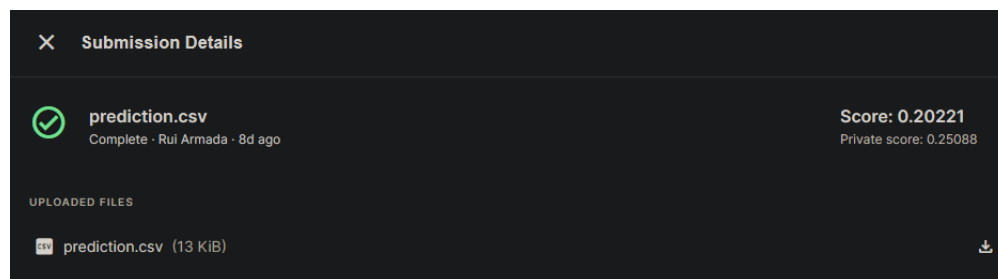 Submission Details
prediction.csv
Score: 0.20221
Complete · Rui Armada · 8d ago
Private score: 0.25088
UPLOADED FILES
CSV prediction.csv (13 KiB)